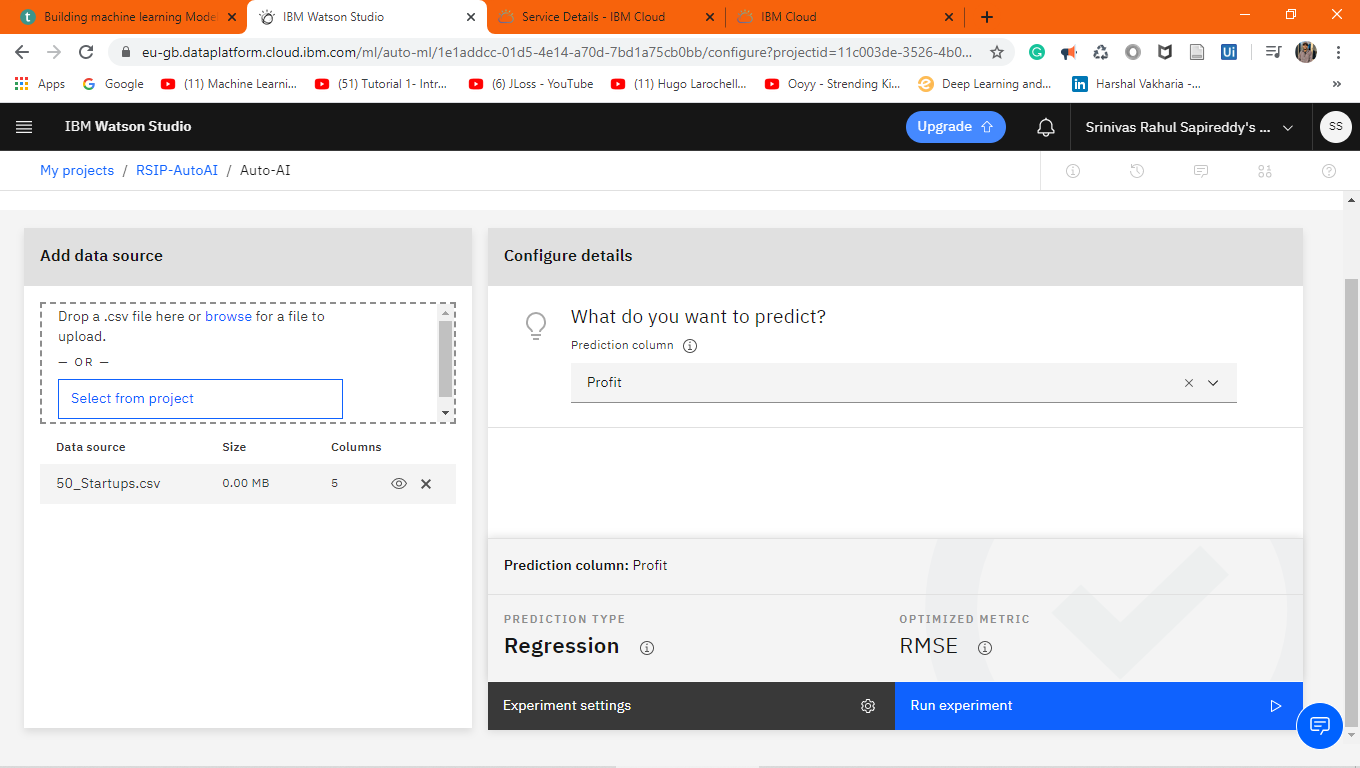 Building machine learning Mode
IBM Watson Studio
Service Details - IBM Cloud
IBM Cloud
eu-gb.dataplatform.cloud.ibm.com/ml/auto-ml/1e1addcc-01d5-4e14-a70d-7bd1a75cb0bb/configure?projectid=11c003de-3526-4b0...
Apps
Google
(11) Machine Learni...
(51) Tutorial 1- Intr...
(6) JLoss - YouTube
(11) Hugo Larochell...
Ooyy - Strending Ki...
Deep Learning and...
Harshal Vakharia -...
»
IBM Watson Studio
Upgrade
Srinivas Rahul Sapireddy's ...
SS
My projects / RSIP-AutoAI / Auto-AI
Add data source
Drop a .csv file here or browse for a file to
upload.
— OR —
Select from project
Data source Size Columns
50_Startups.csv 0.00 MB 5
Configure details
What do you want to predict?
Prediction column
Profit
Prediction column: Profit
PREDICTION TYPE
Regression
OPTIMIZED METRIC
RMSE
Experiment settings
Run experiment